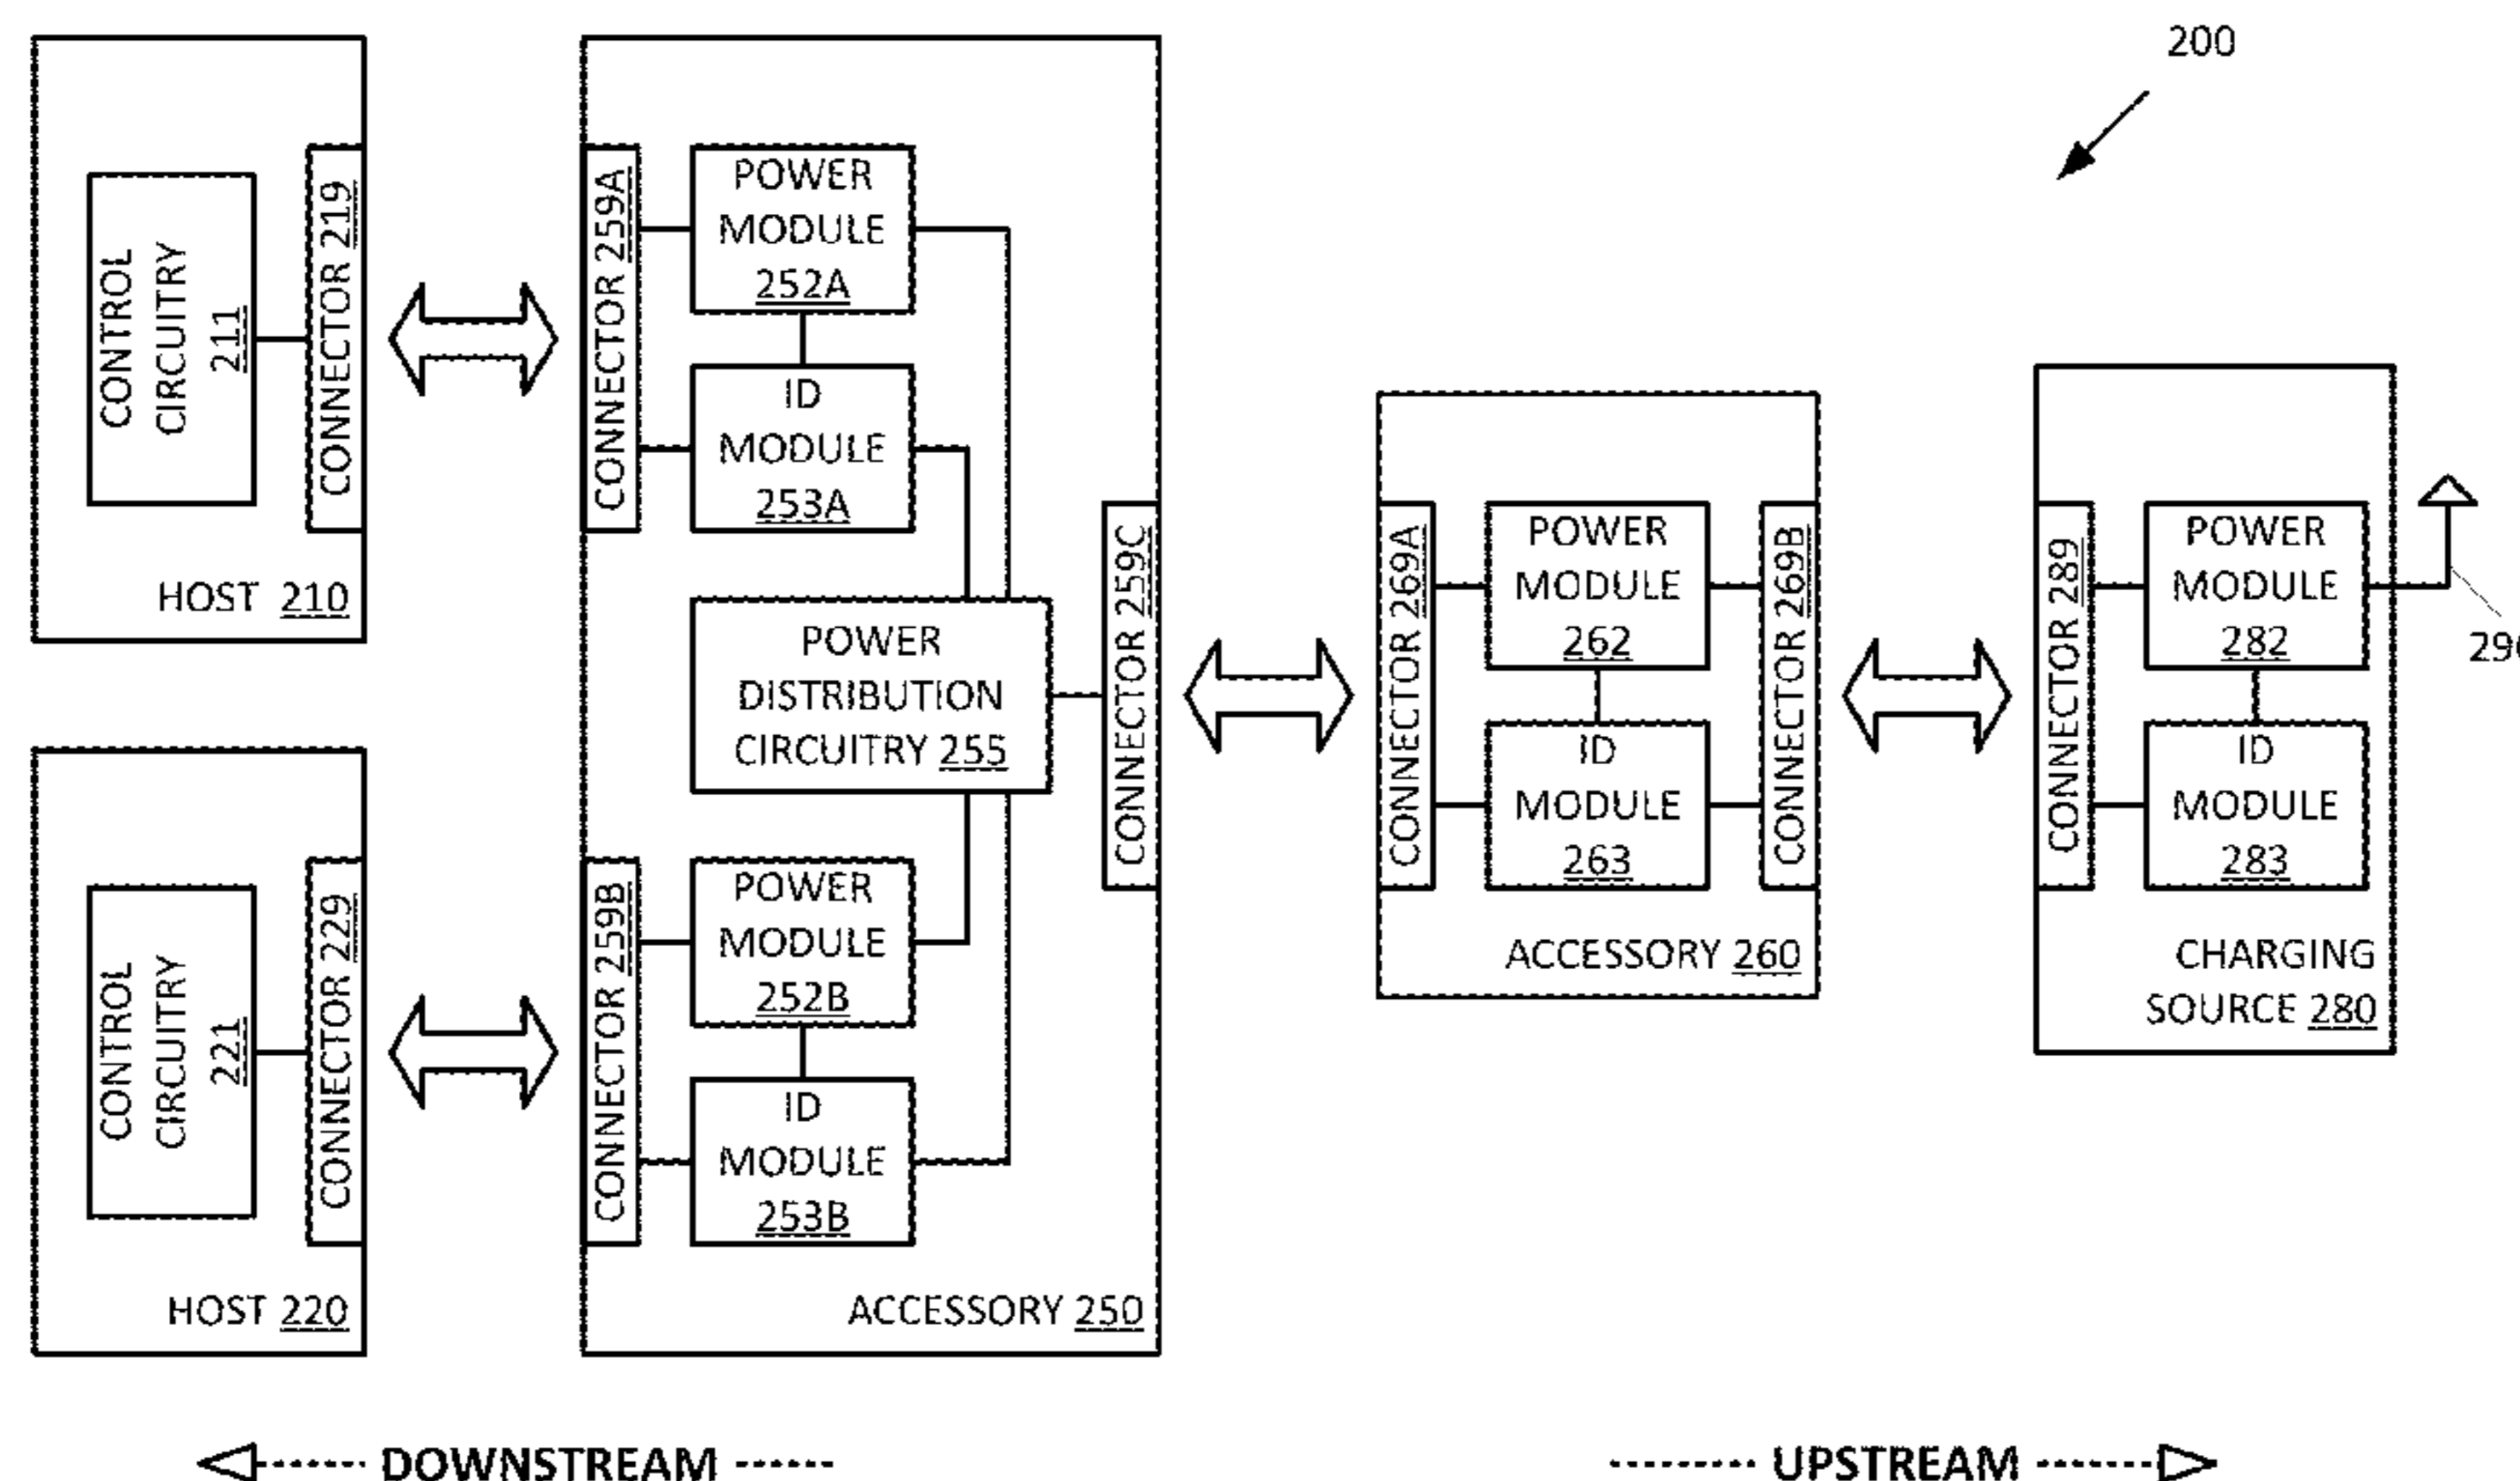 200
CONTROL
CIRCUITRY
211
CONNECTOR 219
HOST 210
CONNECTOR 259A
POWER
MODULE
252A
ID
MODULE
253A
POWER
DISTRIBUTION
CIRCUITRY 255
CONNECTOR 259C
CONTROL
CIRCUITRY
221
CONNECTOR 229
HOST 220
CONNECTOR 259B
POWER
MODULE
252B
ID
MODULE
253B
ACCESSORY 250
CONNECTOR 269A
POWER
MODULE
262
ID
MODULE
263
CONNECTOR 269B
ACCESSORY 260
CONNECTOR 289
POWER
MODULE
282
ID
MODULE
283
CHARGING
SOURCE 280
DOWNSTREAM
UPSTREAM